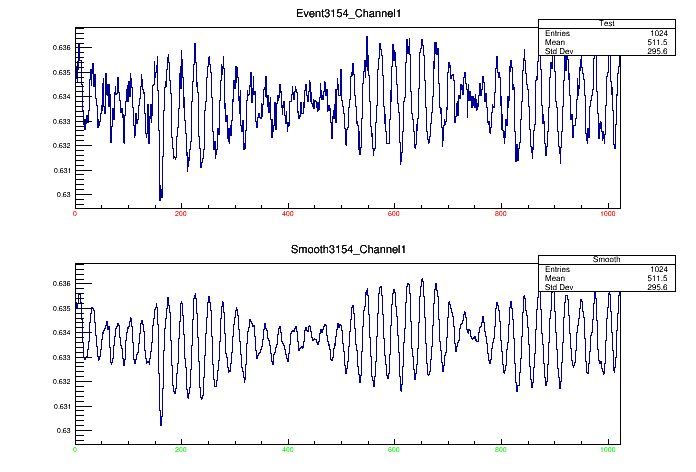 Event3154_Channel1
Test
Entries 1024
Mean 511.5
Std Dev 295.6
0.636
0.635
0.634
0.633
0.632
0.631
0.63
0 200 400 600 800 1000
Smooth3154_Channel1
Smooth
Entries 1024
Mean 511.5
Std Dev 295.6
0.636
0.635
0.634
0.633
0.632
0.631
0.63
0 200 400 600 800 1000